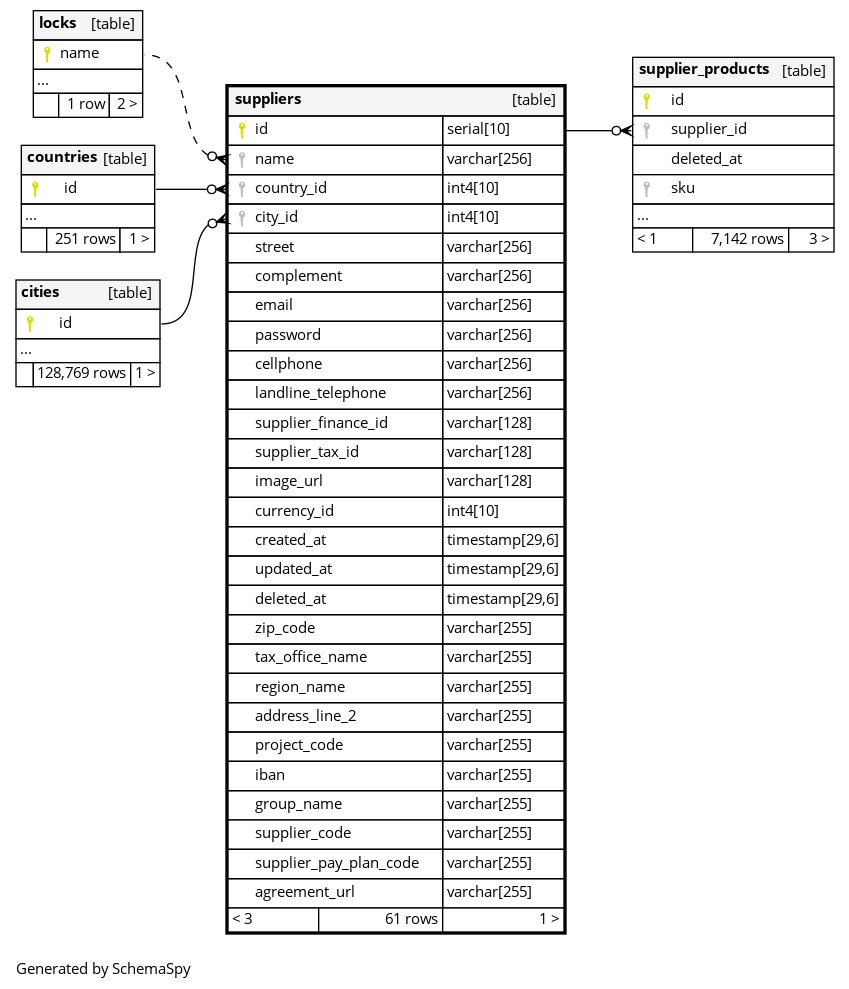 locks [table]
name
...
1 row 2 >
countries [table]
id
...
251 rows 1 >
cities [table]
id
...
128,769 rows 1 >
suppliers [table]
id serial[10]
name varchar[256]
country_id int4[10]
city_id int4[10]
street varchar[256]
complement varchar[256]
email varchar[256]
password varchar[256]
cellphone varchar[256]
landline_telephone varchar[256]
supplier_finance_id varchar[128]
supplier_tax_id varchar[128]
image_url varchar[128]
currency_id int4[10]
created_at timestamp[29,6]
updated_at timestamp[29,6]
deleted_at timestamp[29,6]
zip_code varchar[255]
tax_office_name varchar[255]
region_name varchar[255]
address_line_2 varchar[255]
project_code varchar[255]
iban varchar[255]
group_name varchar[255]
supplier_code varchar[255]
supplier_pay_plan_code varchar[255]
agreement_url varchar[255]
< 3 61 rows 1 >
supplier_products [table]
id
supplier_id
deleted_at
sku
...
< 1 7,142 rows 3 >
Generated by SchemaSpy